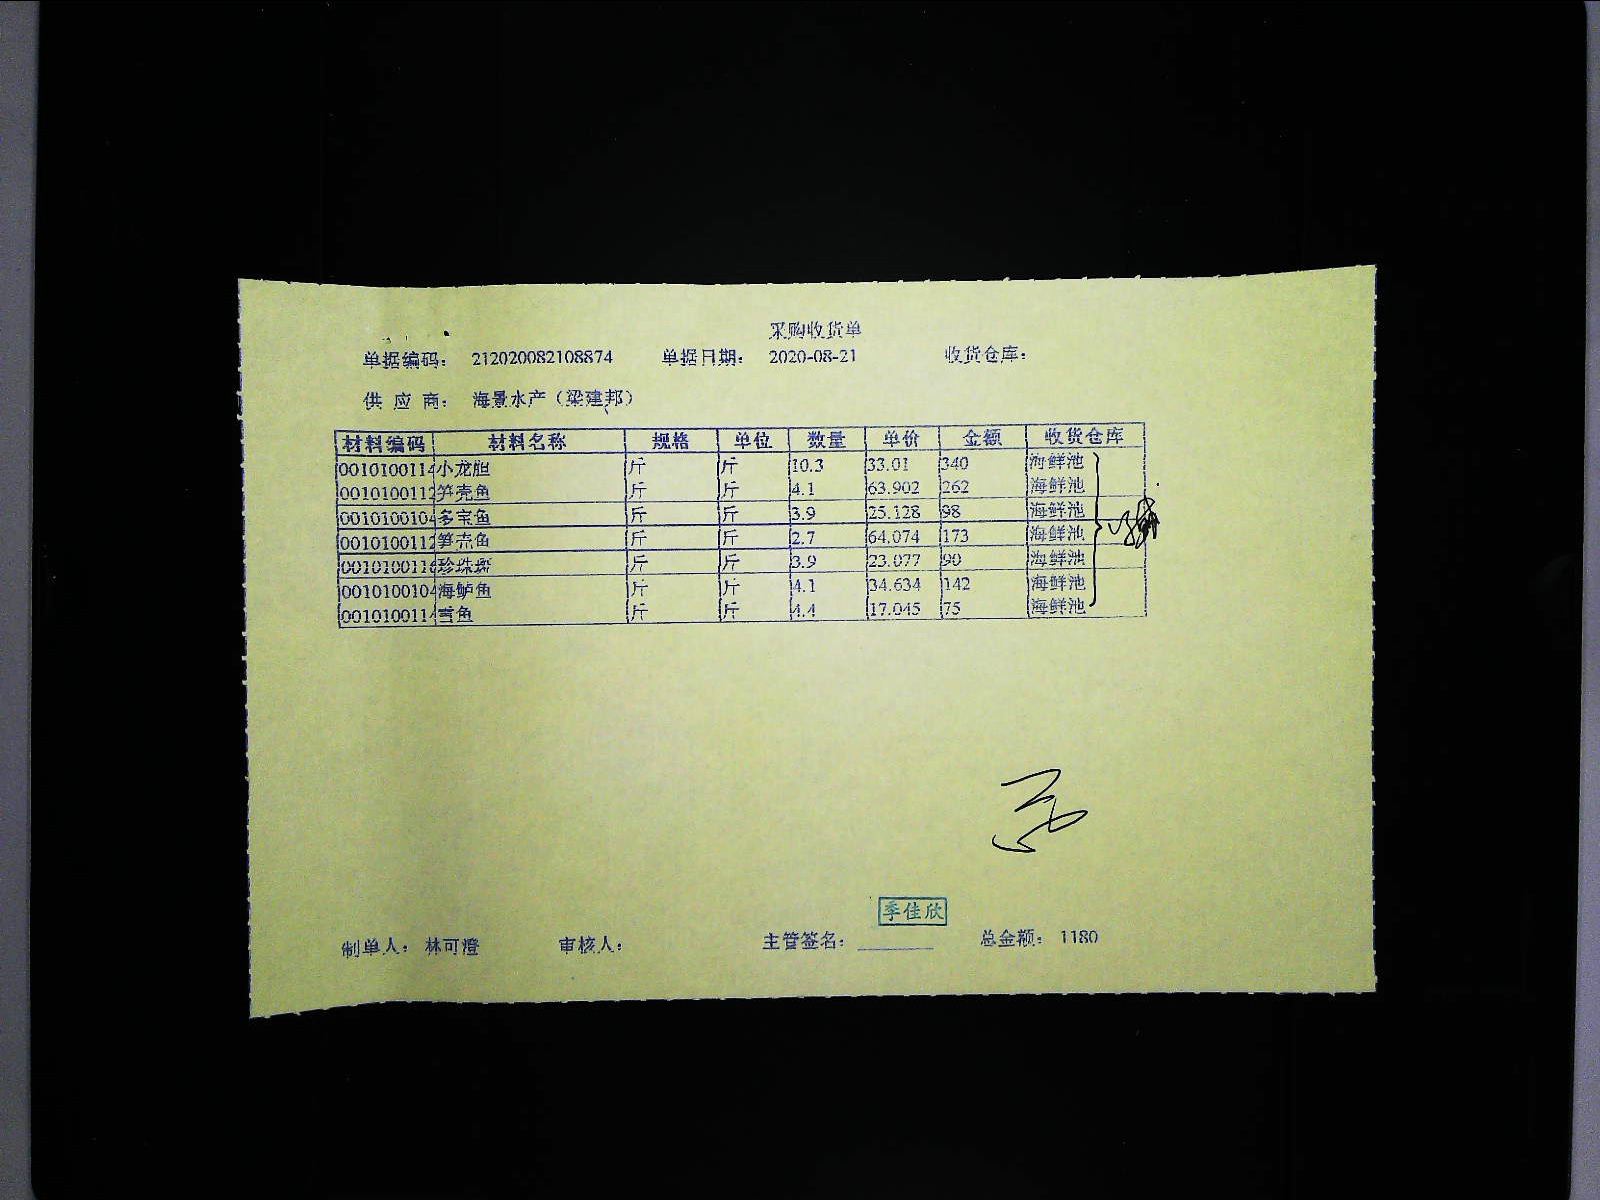 采购收货单
单据编码： 212020082108874 单据日期： 2020-08-21 收货仓库：
供 应 商： 海景水产（梁建邦）
材料编码 材料名称 规格 单位 数量 单价 金额 收货仓库
0010100114 小龙胆 斤 斤 10.3 33.01 340 海鲜池
0010100112 笋壳鱼 斤 斤 4.1 63.902 262 海鲜池
0010100104 多宝鱼 斤 斤 3.9 25.128 98 海鲜池
0010100112 笋壳鱼 斤 斤 2.7 64.074 173 海鲜池
001010011 珍珠斑 斤 斤 3.9 23.077 90 海鲜池
0010100104 海鲈鱼 斤 斤 4.1 34.634 142 海鲜池
001010011 斤 斤 4.4 17.045 75 海鲜池
季佳欣
制单人： 林可澄 审核人： 主管签名： 总金额： 1180